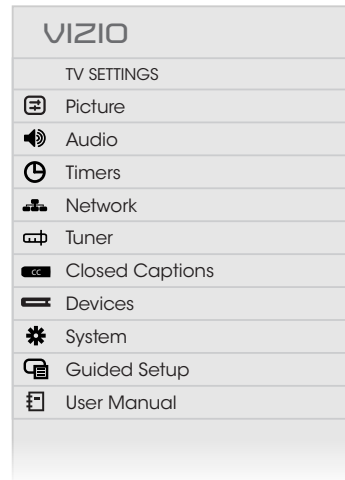 VIZIO
TV SETTINGS
Picture
Audio
Timers
Network
Tuner
CC Closed Captions
Devices
System
Guided Setup
User Manual